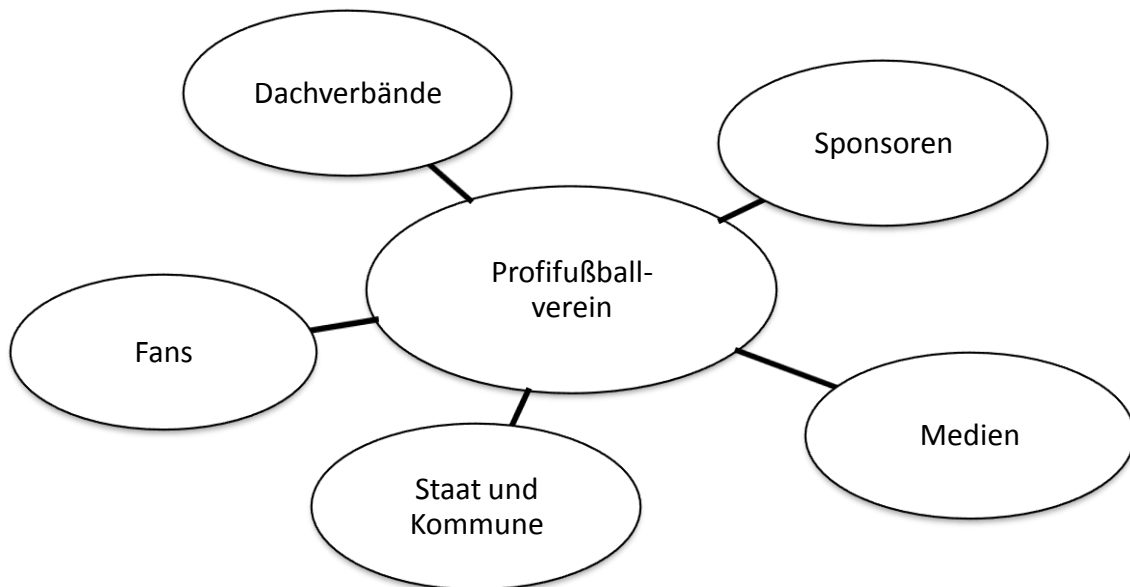 Dachverbände
Sponsoren
Profifußball-
verein
Fans
Medien
Staat und
Kommune